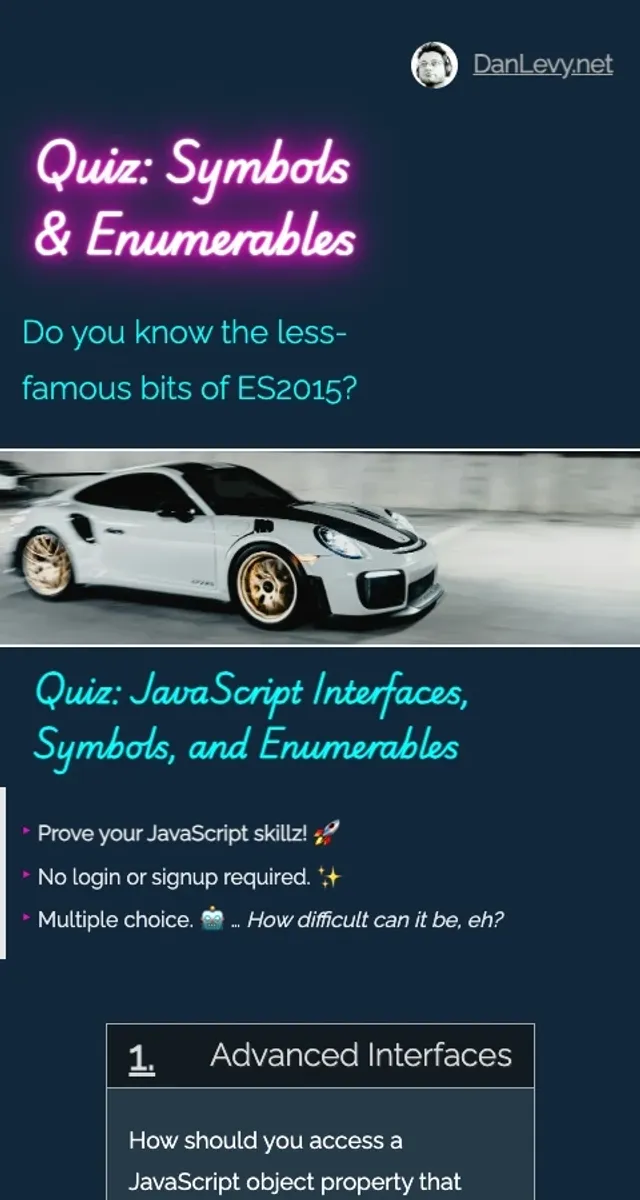 DanLevy.net
Quiz: Symbols
& Enumerables
Do you know the less-
famous bits of ES2015?
Quiz: JavaScript Interfaces,
Symbols, and Enumerables
‣ Prove your JavaScript skillz! 🚀
‣ No login or signup required. ✨
‣ Multiple choice. 🤖 … How difficult can it be, eh?
1. Advanced Interfaces
How should you access a
JavaScript object property that